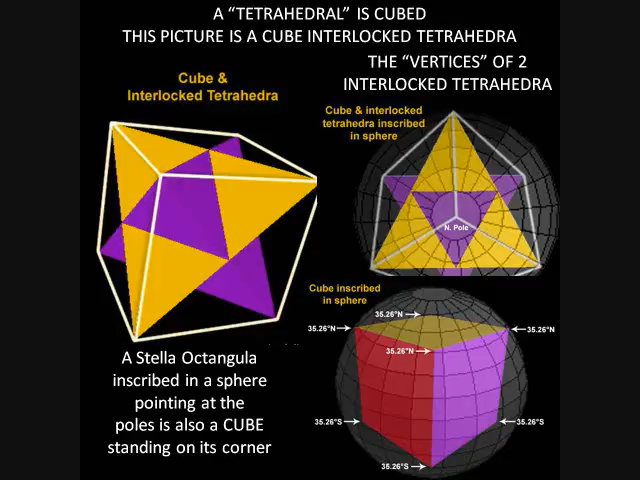 A “TETRAHEDRAL” IS CUBED
THIS PICTURE IS A CUBE INTERLOCKED TETRAHEDRA
THE “VERTICES” OF 2
INTERLOCKED TETRAHEDRA
Cube &
Interlocked Tetrahedra
Cube & interlocked
tetrahedra inscribed
in sphere
N. Pole
Cube inscribed
in sphere
35.26°N
35.26°N
35.26°N
35.26°N
35.26°S
35.26°S
35.26°S
A Stella Octangula
inscribed in a sphere
pointing at the
poles is also a CUBE
standing on its corner